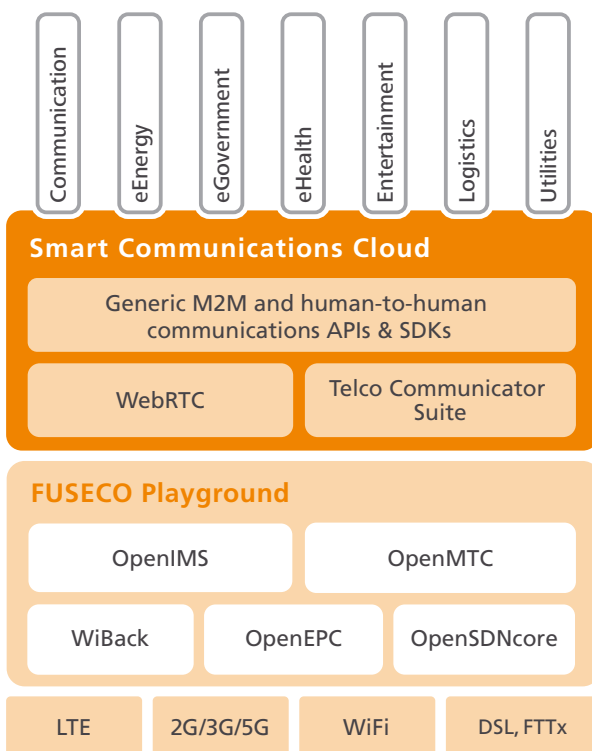 Communication
eEnergy
eGovernment
eHealth
Entertainment
Logistics
Utilities
Smart Communications Cloud
Generic M2M and human-to-human
communications APIs & SDKs
WebRTC
Telco Communicator
Suite
FUSECO Playground
OpenIMS
OpenMTC
WiBack
OpenEPC
OpenSDNcore
LTE
2G/3G/5G
WiFi
DSL, FTTx